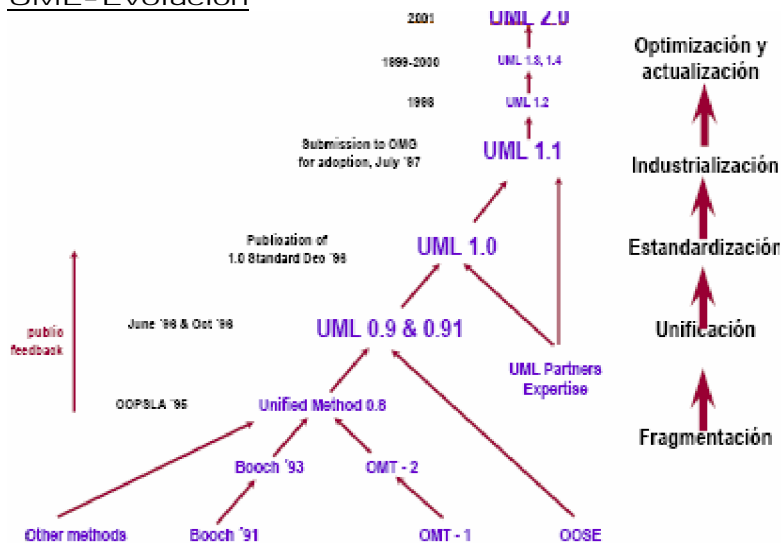 UML-Evolución
2001 UML 2.0
1999-2000 UML 1.3, 1.4
1998 UML 1.2
Optimización y
actualización
Submission to OMG
for adoption, July ´97
UML 1.1
Industrialización
Publication of
1.0 Standard Dec ´96
UML 1.0
Estandardización
public
feedback
June ´96 & Oct ´96
UML 0.9 & 0.91
Unificación
UML Partners
Expertise
OOPSLA ´95
Unified Method 0.8
Fragmentación
Booch ´93
OMT - 2
Other methods
Booch ´91
OMT - 1
OOSE